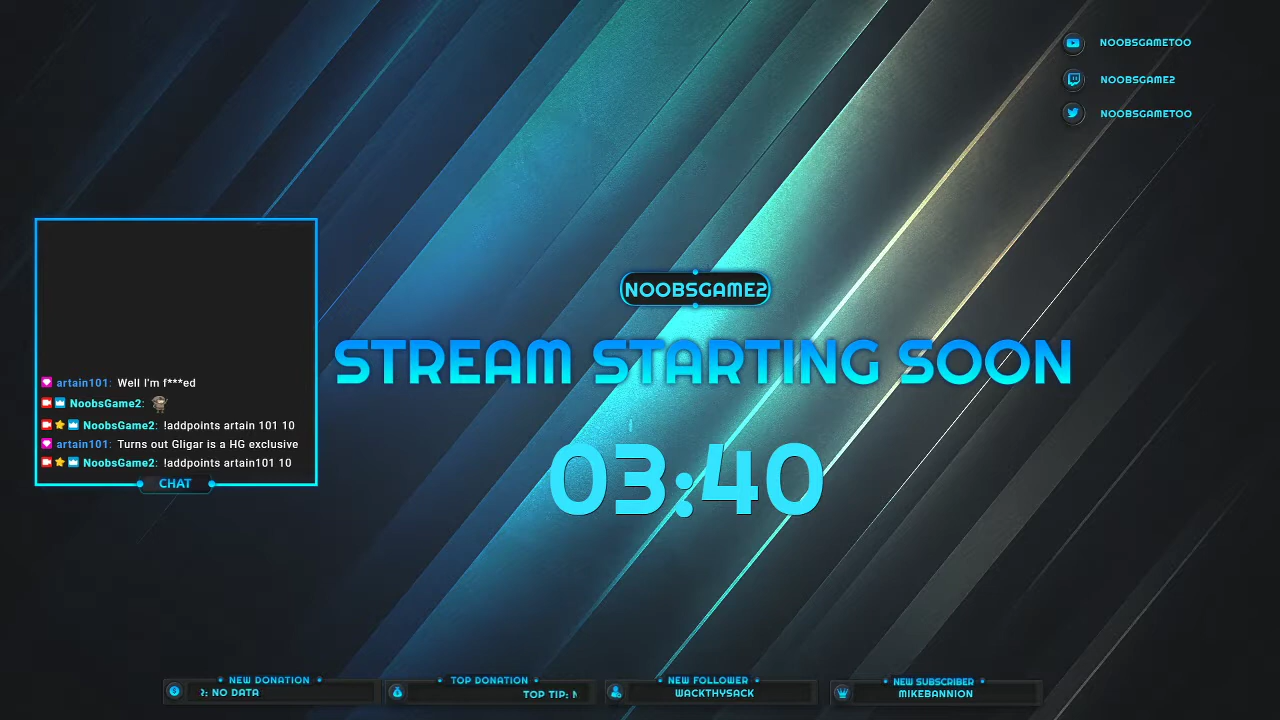 NOOBSGAMETOO
NOOBSGAME2
NOOBSGAMETOO
NOOBSGAME2
STREAM STARTING SOON
03:40
artain101: Well I'm f***ed
NoobsGame2:
NoobsGame2: !addpoints artain 101 10
artain101: Turns out Gligar is a HG exclusive
NoobsGame2: !addpoints artain101 10
CHAT
NEW DONATION
: NO DATA
TOP DONATION
TOP TIP:
NEW FOLLOWER
WACKTHYSACK
NEW SUBSCRIBER
MIKEBANNION